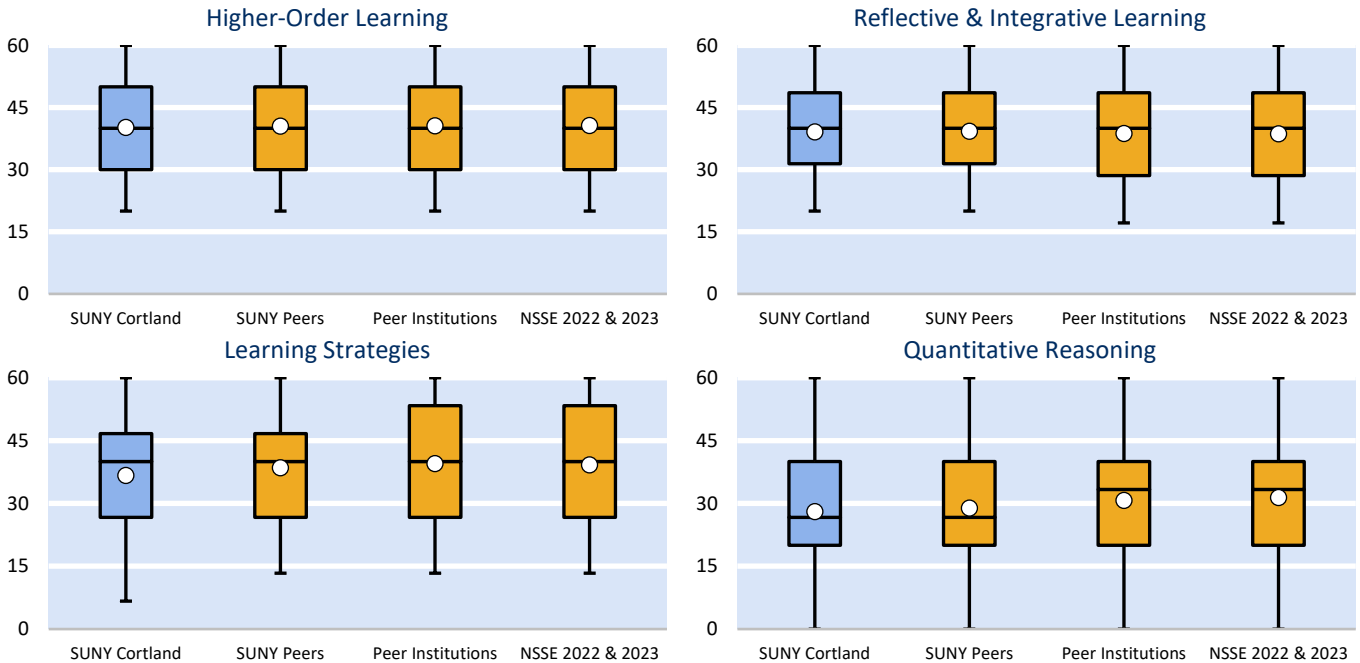 Higher-Order Learning
60
45
30
15
0
SUNY Cortland SUNY Peers Peer Institutions NSSE 2022 & 2023
Reflective & Integrative Learning
60
45
30
15
0
SUNY Cortland SUNY Peers Peer Institutions NSSE 2022 & 2023
Learning Strategies
60
45
30
15
0
SUNY Cortland SUNY Peers Peer Institutions NSSE 2022 & 2023
Quantitative Reasoning
60
45
30
15
0
SUNY Cortland SUNY Peers Peer Institutions NSSE 2022 & 2023